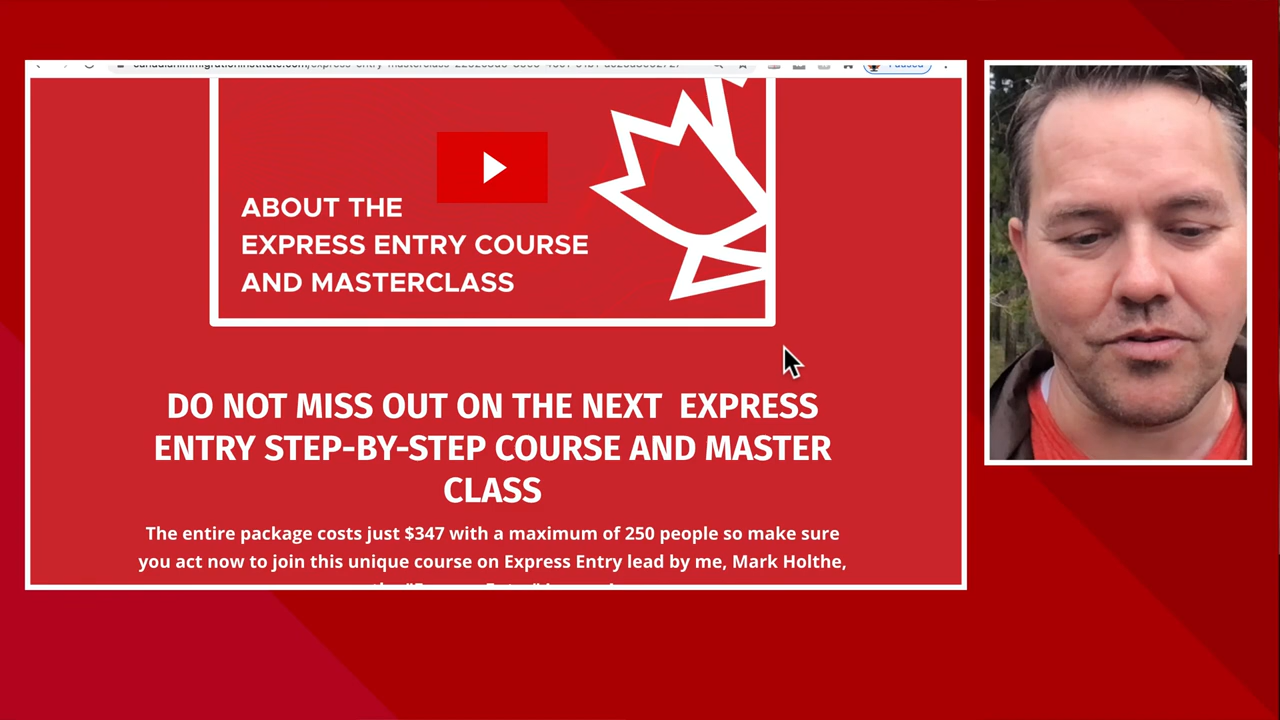 ABOUT THE
EXPRESS ENTRY COURSE
AND MASTERCLASS
DO NOT MISS OUT ON THE NEXT EXPRESS
ENTRY STEP-BY-STEP COURSE AND MASTER
CLASS
The entire package costs just $347 with a maximum of 250 people so make sure
you act now to join this unique course on Express Entry lead by me, Mark Holthe,